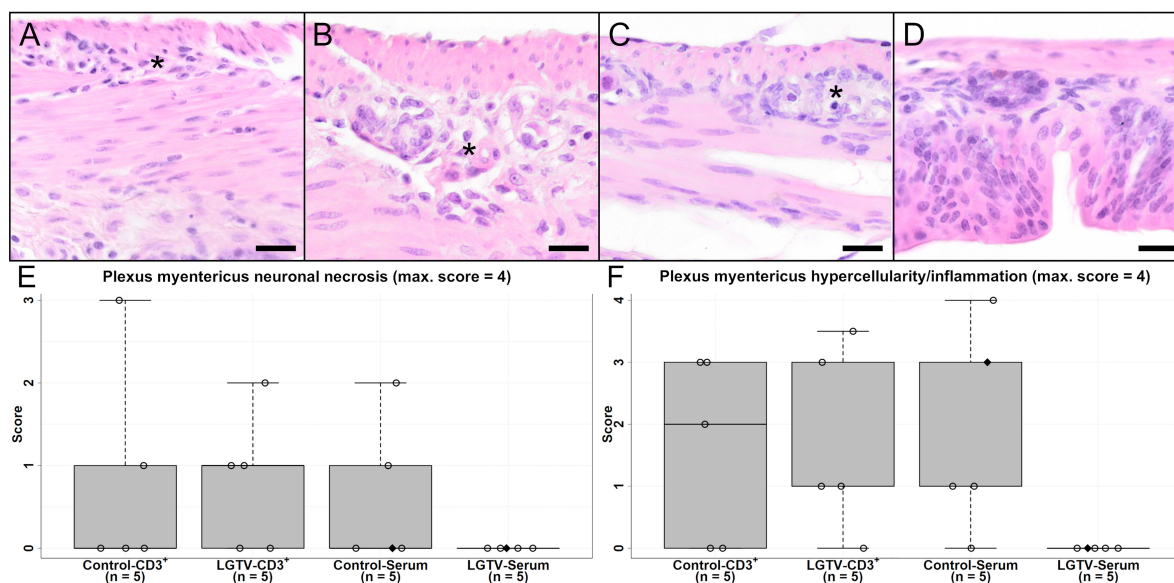 A
B
C
D
*
*
*
E
Plexus myentericus neuronal necrosis (max. score = 4)
Score
3
2
1
0
Control-CD3⁺
(n = 5)
LGTV-CD3⁺
(n = 5)
Control-Serum
(n = 5)
LGTV-Serum
(n = 5)
F
Plexus myentericus hypercellularity/inflammation (max. score = 4)
Score
4
3
2
1
0
Control-CD3⁺
(n = 5)
LGTV-CD3⁺
(n = 5)
Control-Serum
(n = 5)
LGTV-Serum
(n = 5)